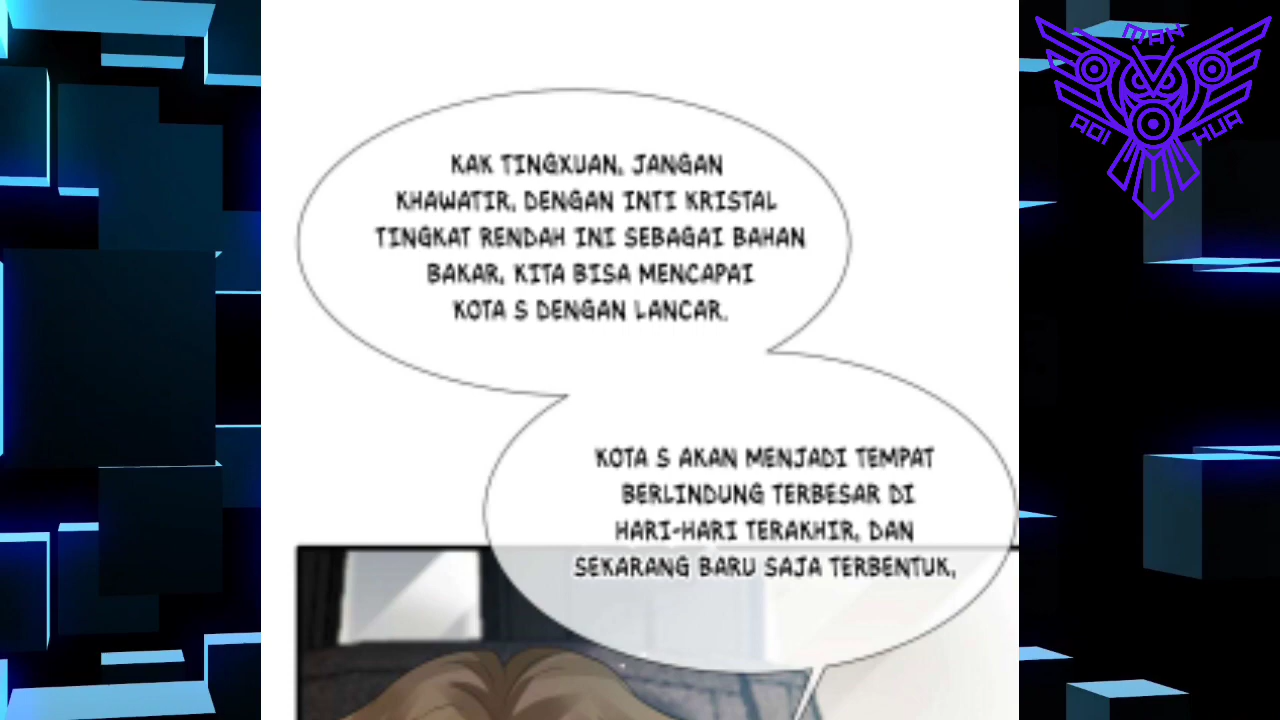 KAK TINGXUAN, JANGAN
KHAWATIR, DENGAN INTI KRISTAL
TINGKAT RENDAH INI SEBAGAI BAHAN
BAKAR, KITA BISA MENCAPAI
KOTA S DENGAN LANCAR.
KOTA S AKAN MENJADI TEMPAT
BERLINDUNG TERBESAR DI
HARI-HARI TERAKHIR, DAN
SEKARANG BARU SAJA TERBENTUK,
MAN
ADI
HUA